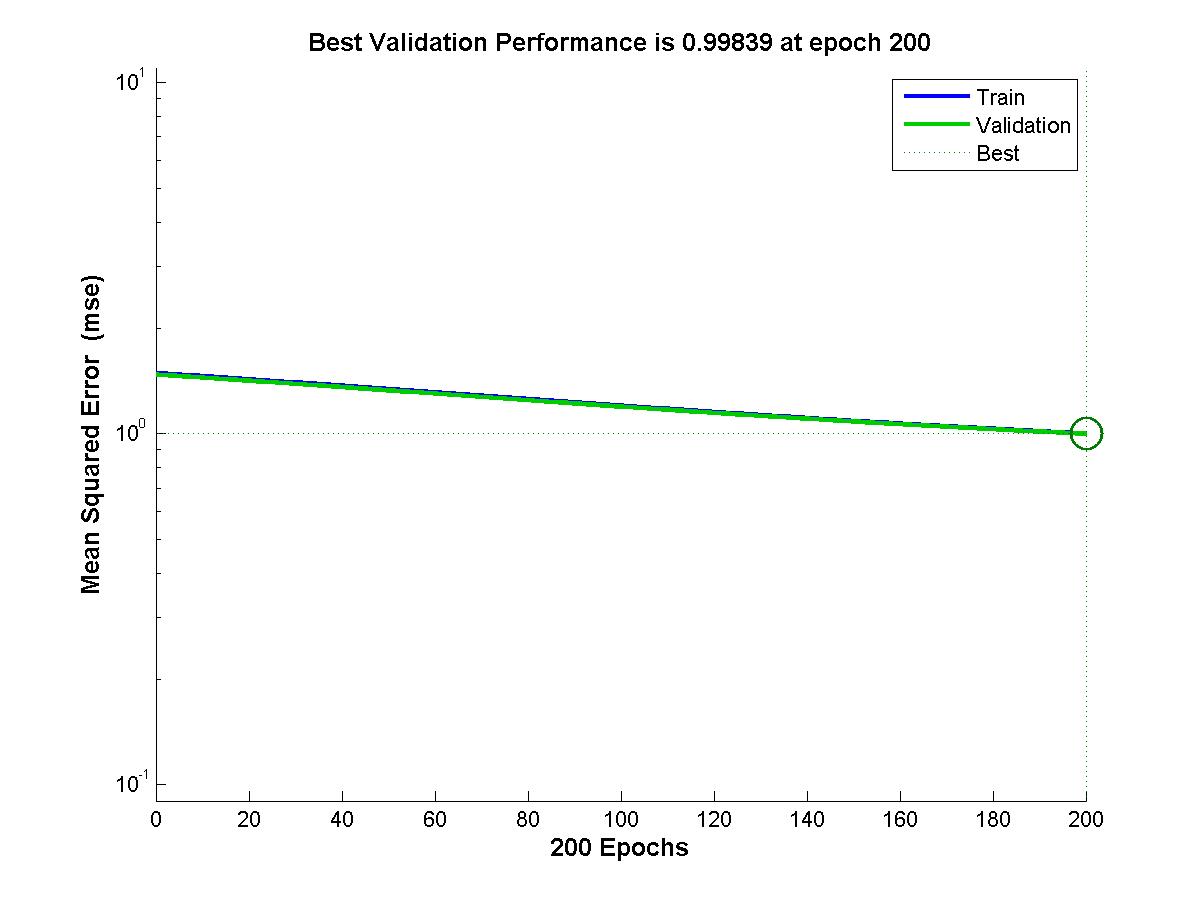 Best Validation Performance is 0.99839 at epoch 200
Train
Validation
Best
Mean Squared Error (mse)
10^1
10^0
10^-1
0 20 40 60 80 100 120 140 160 180 200
200 Epochs